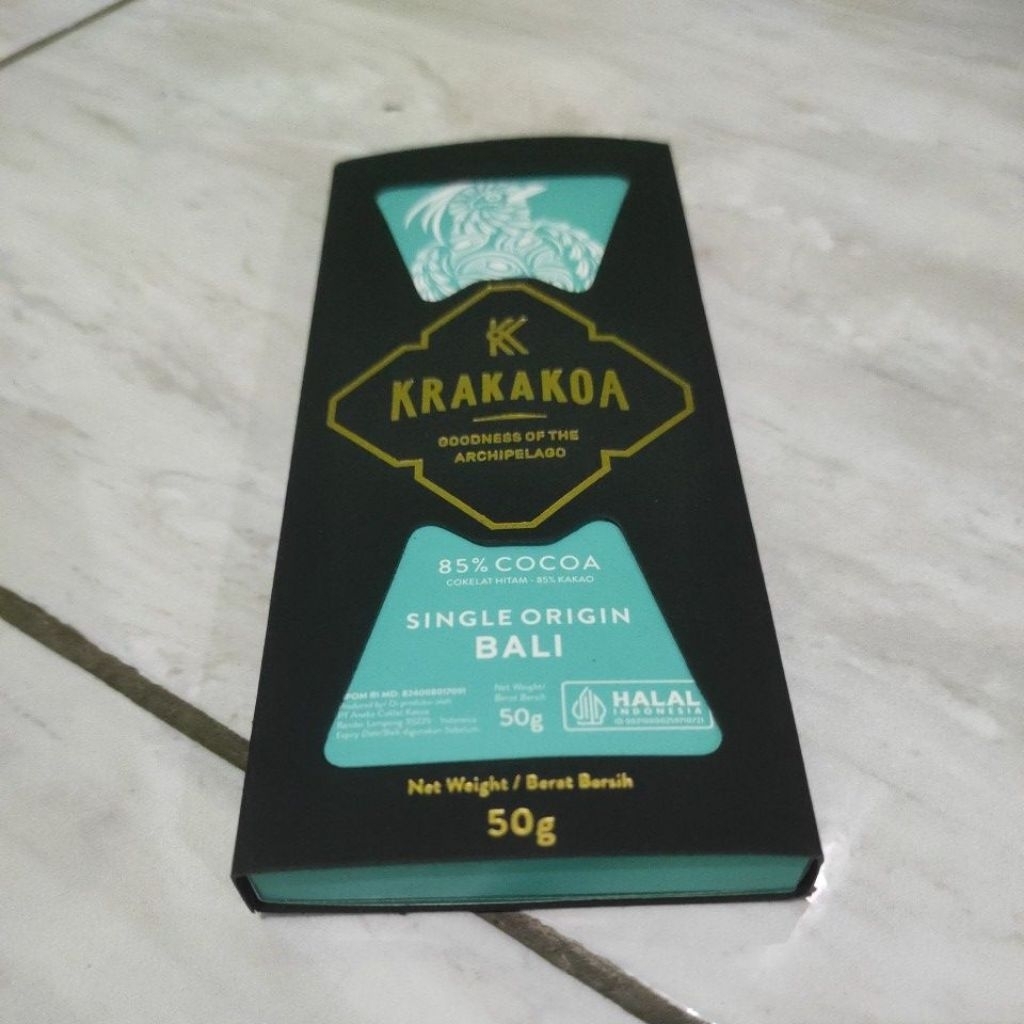 KRAKAKOA
GOODNESS OF THE
ARCHIPELAGO
85% COCOA
COKELAT HITAM - 85% KAKAO
SINGLE ORIGIN
BALI
Net Weight/
Berat Bersih
50g
HALAL
INDONESIA
Net Weight / Berat Bersih
50g